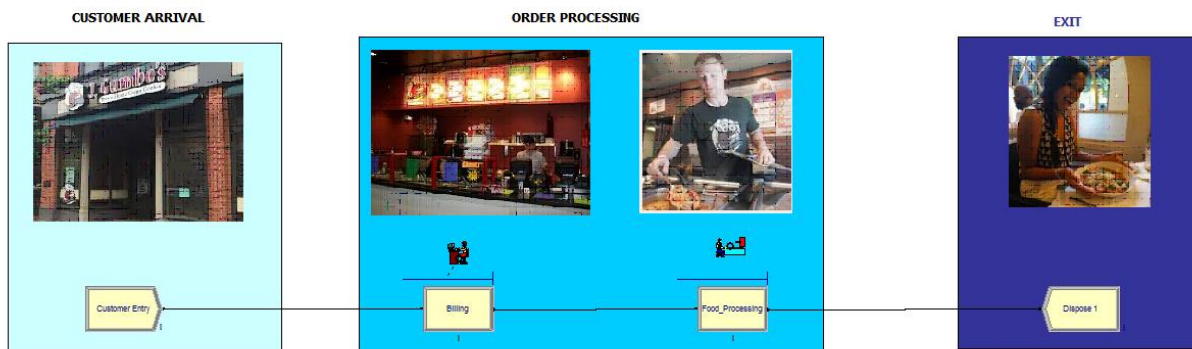 CUSTOMER ARRIVAL
ORDER PROCESSING
EXIT
Customer Entry
Billing
Food_Processing
Dispose 1